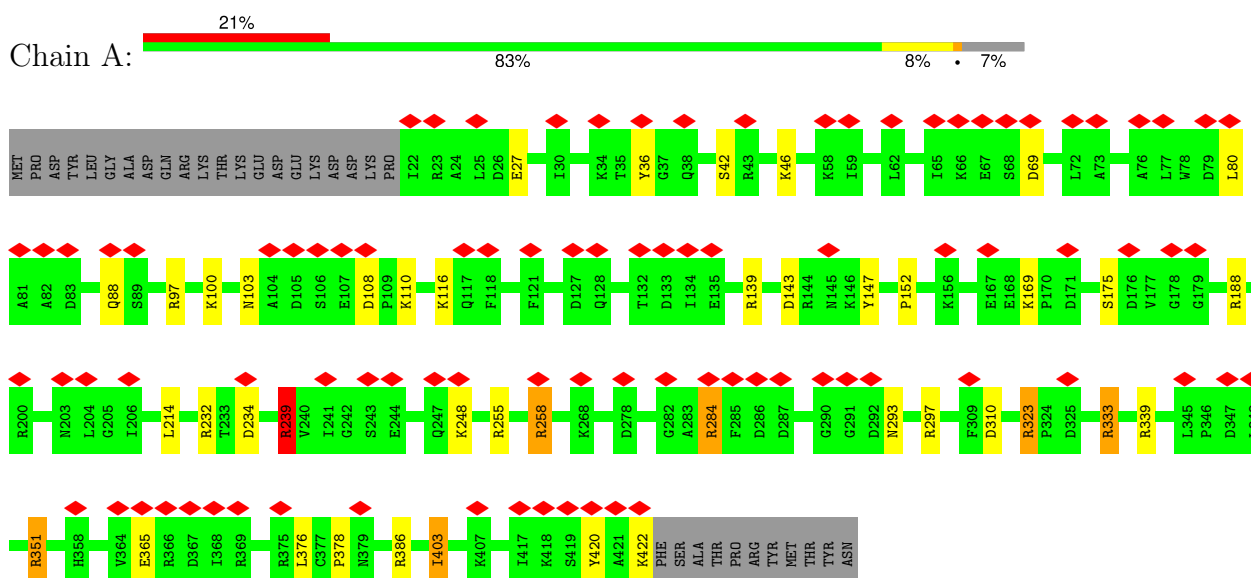 21%
Chain A:
83% 8% • 7%
MET PRO ASP TYR LEU GLY ALA ASP GLN ARG LYS THR LYS GLU ASP GLU LYS ASP ASP LYS PRO I22 R23 A24 L25 D26 E27 I30 K34 T35 Y36 G37 Q38 S42 R43 K46 K58 I59 L62 I65 K66 E67 S68 D69 L72 A73 A76 L77 W78 D79 L80
A81 A82 D83 Q88 S89 R97 K100 N103 A104 D105 S106 E107 D108 P109 K110 K116 Q117 F118 F121 D127 Q128 T132 D133 I134 E135 R139 D143 R144 N145 K146 Y147 P152 K156 E167 E168 K169 P170 D171 S175 D176 V177 G178 G179 R188
R200 N203 L204 G205 I206 L214 R232 T233 D234 R239 V240 I241 G242 S243 E244 Q247 K248 R255 R258 K268 D278 G282 A283 R284 F285 D286 D287 G290 G291 D292 N293 R297 F309 D310 R323 P324 D325 R333 R339 L345 P346 D347
R351 H358 V364 E365 R366 D367 I368 R369 R375 L376 C377 P378 N379 R386 I403 K407 I417 K418 S419 Y420 A421 K422 PHE SER ALA THR PRO ARG TYR MET THR TYR ASN